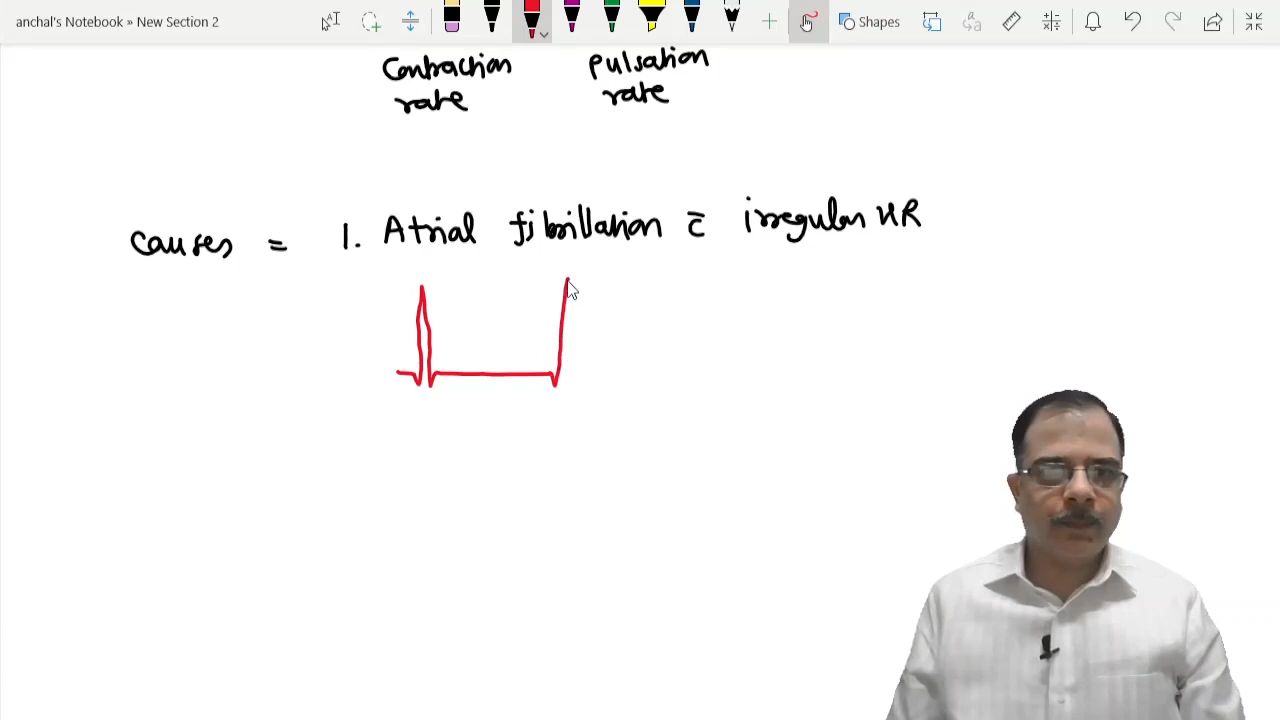 anchal's Notebook » New Section 2
Shapes
Contraction Pulsation
rate rate
causes = 1. Atrial fibrillation c̅ irregular HR